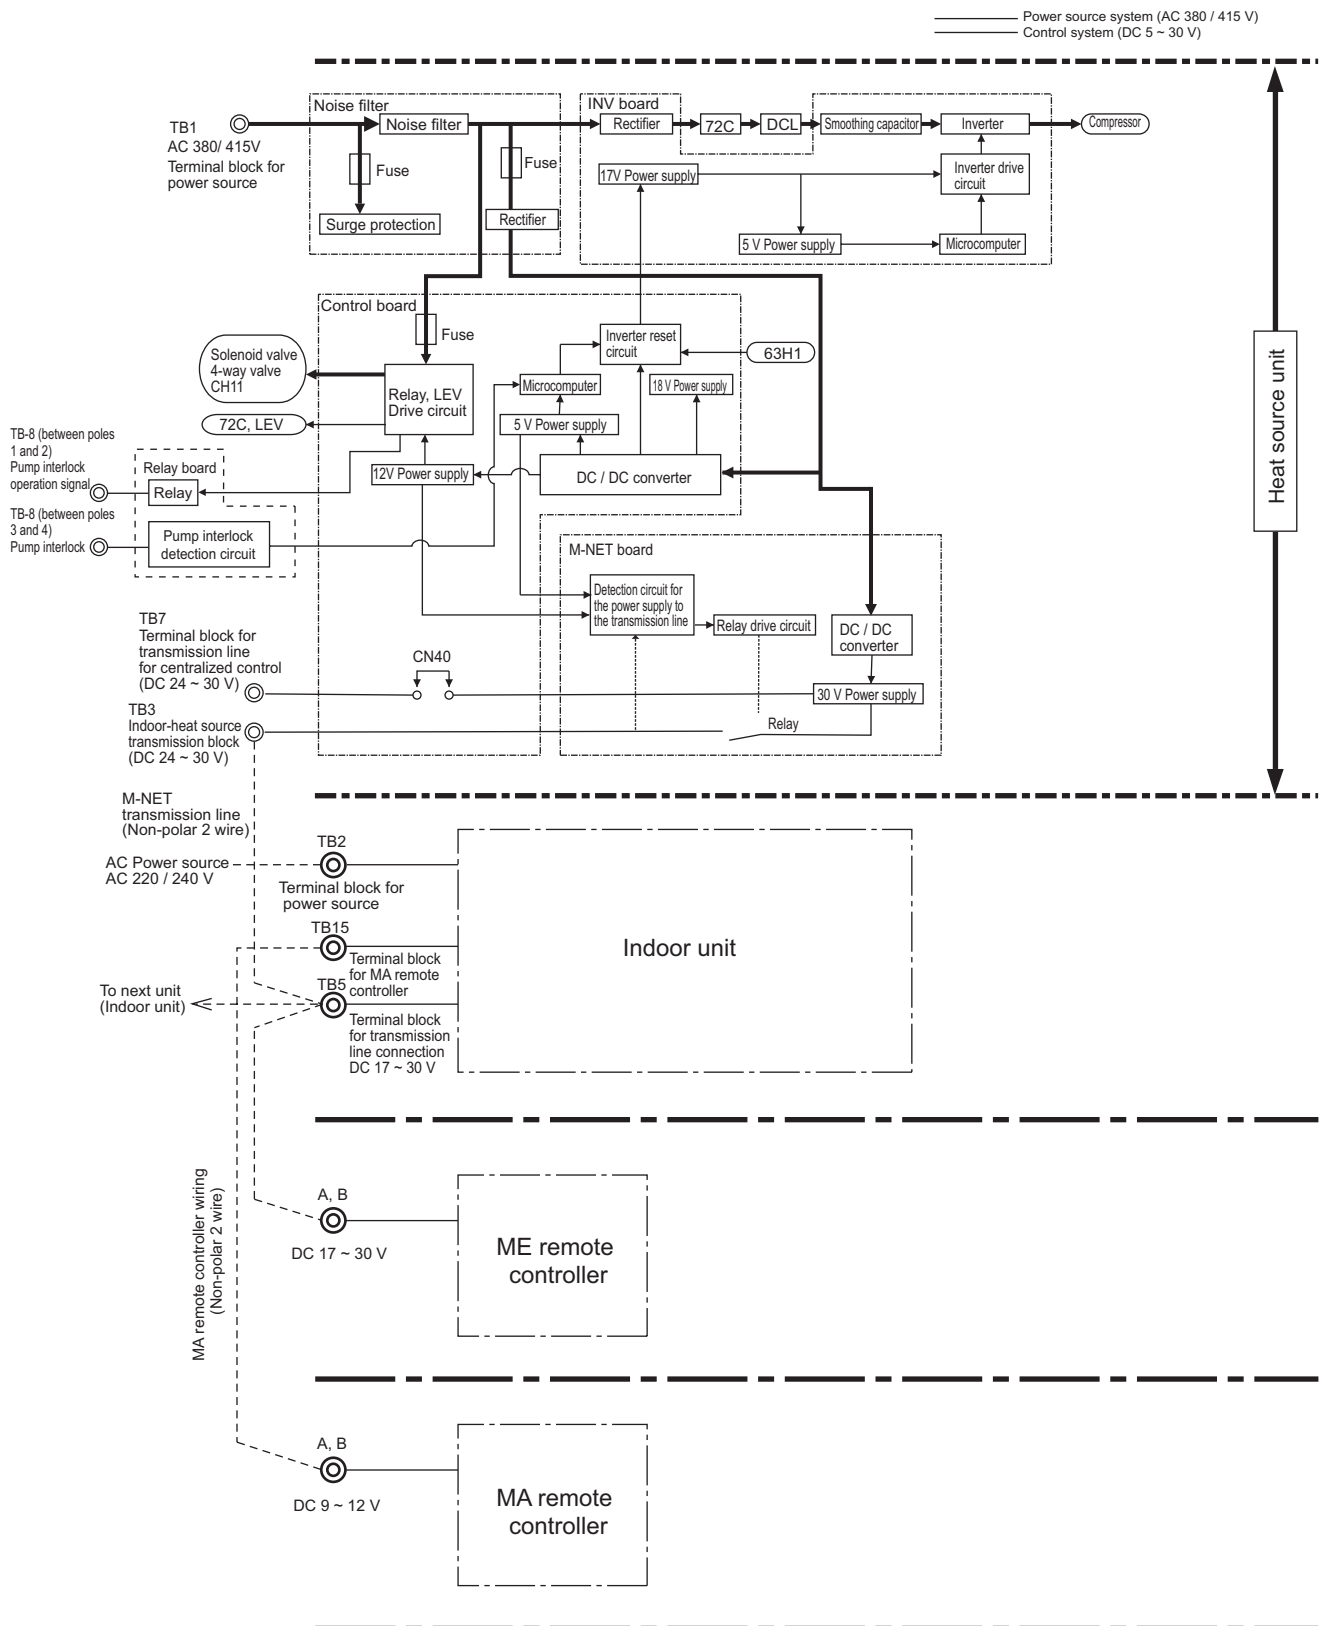 Power source system (AC 380 / 415 V)
Control system (DC 5 ~ 30 V)
Noise filter
INV board
TB1
AC 380/ 415V
Terminal block for
power source
Noise filter
Rectifier
72C
DCL
Smoothing capacitor
Inverter
Compressor
Fuse
Fuse
17V Power supply
Inverter drive
circuit
Surge protection
Rectifier
5 V Power supply
Microcomputer
Control board
Fuse
Inverter reset
circuit
63H1
Solenoid valve
4-way valve
CH11
Relay, LEV
Drive circuit
Microcomputer
18 V Power supply
72C, LEV
5 V Power supply
Heat source unit
TB-8 (between poles
1 and 2)
Pump interlock
operation signal
Relay board
Relay
12V Power supply
DC / DC converter
TB-8 (between poles
3 and 4)
Pump interlock
Pump interlock
detection circuit
M-NET board
Detection circuit for
the power supply to
the transmission line
Relay drive circuit
DC / DC
converter
TB7
Terminal block for
transmission line
for centralized control
(DC 24 ~ 30 V)
CN40
30 V Power supply
TB3
Indoor-heat source
transmission block
(DC 24 ~ 30 V)
Relay
M-NET
transmission line
(Non-polar 2 wire)
TB2
AC Power source
AC 220 / 240 V
Terminal block for
power source
TB15
Terminal block
for MA remote
controller
Indoor unit
TB5
To next unit
(Indoor unit)
Terminal block
for transmission
line connection
DC 17 ~ 30 V
MA remote controller wiring
(Non-polar 2 wire)
A, B
DC 17 ~ 30 V
ME remote
controller
A, B
DC 9 ~ 12 V
MA remote
controller